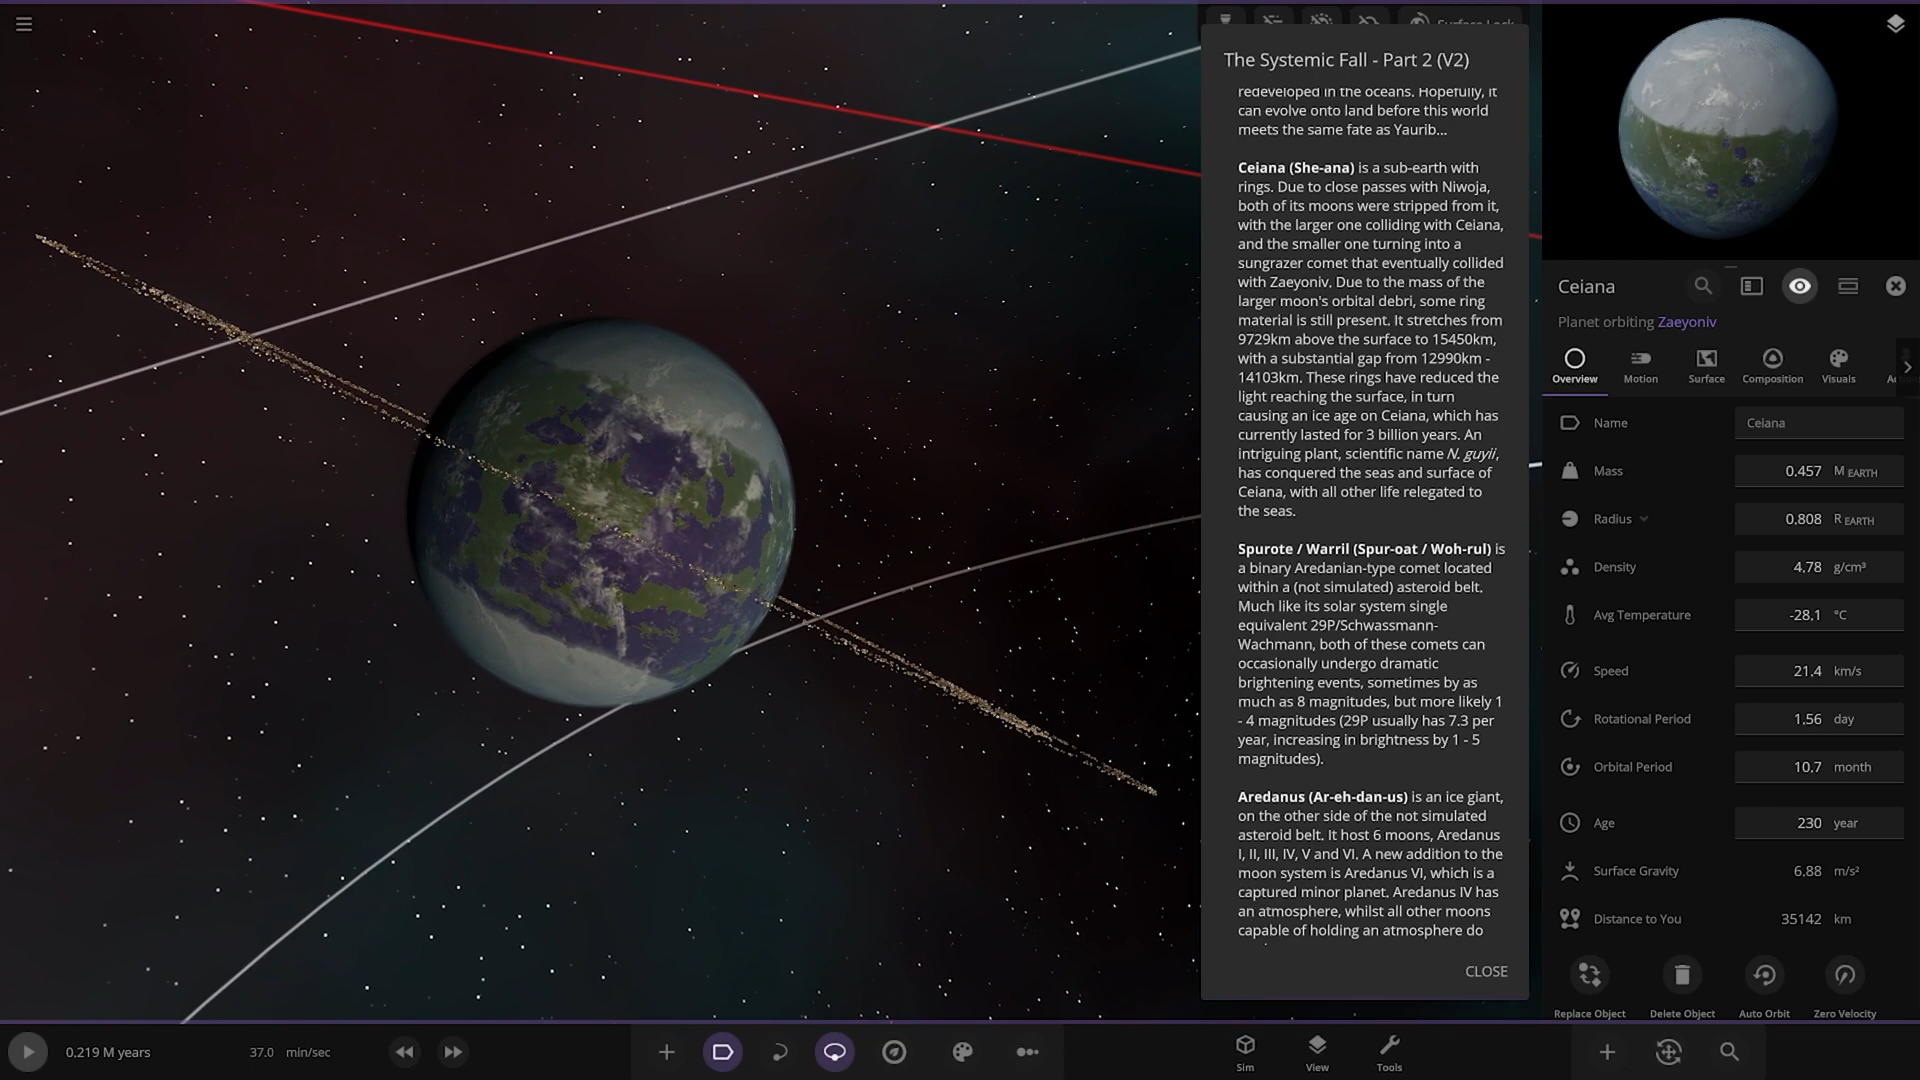 Surface Lock
The Systemic Fall - Part 2 (V2)
redeveloped in the oceans. Hopefully, it
can evolve onto land before this world
meets the same fate as Yaurib...
Ceiana (She-ana) is a sub-earth with
rings. Due to close passes with Niwoja,
both of its moons were stripped from it,
with the larger one colliding with Ceiana,
and the smaller one turning into a
sungrazer comet that eventually collided
with Zaeyoniv. Due to the mass of the
larger moon's orbital debri, some ring
material is still present. It stretches from
9729km above the surface to 15450km,
with a substantial gap from 12990km -
14103km. These rings have reduced the
light reaching the surface, in turn
causing an ice age on Ceiana, which has
currently lasted for 3 billion years. An
intriguing plant, scientific name N. guyii,
has conquered the seas and surface of
Ceiana, with all other life relegated to
the seas.
Spurote / Warril (Spur-oat / Woh-rul) is
a binary Aredanian-type comet located
within a (not simulated) asteroid belt.
Much like its solar system single
equivalent 29P/Schwassmann-
Wachmann, both of these comets can
occasionally undergo dramatic
brightening events, sometimes by as
much as 8 magnitudes, but more likely 1
- 4 magnitudes (29P usually has 7.3 per
year, increasing in brightness by 1 - 5
magnitudes).
Aredanus (Ar-eh-dan-us) is an ice giant,
on the other side of the not simulated
asteroid belt. It host 6 moons, Aredanus
I, II, III, IV, V and VI. A new addition to the
moon system is Aredanus VI, which is a
captured minor planet. Aredanus IV has
an atmosphere, whilst all other moons
capable of holding an atmosphere do
CLOSE
Ceiana
Planet orbiting Zaeyoniv
Overview Motion Surface Composition Visuals
Name Ceiana
Mass 0.457 M EARTH
Radius 0.808 R EARTH
Density 4.78 g/cm³
Avg Temperature -28.1 °C
Speed 21.4 km/s
Rotational Period 1.56 day
Orbital Period 10.7 month
Age 230 year
Surface Gravity 6.88 m/s²
Distance to You 35142 km
Replace Object Delete Object Auto Orbit Zero Velocity
0.219 M years 37.0 min/sec
Sim View Tools